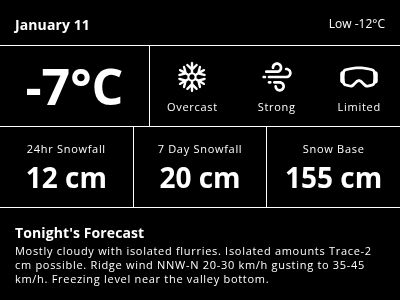 January 11
Low -12°C
-7°C
Overcast
Strong
Limited
24hr Snowfall
7 Day Snowfall
Snow Base
12 cm
20 cm
155 cm
Tonight's Forecast
Mostly cloudy with isolated flurries. Isolated amounts Trace-2
cm possible. Ridge wind NNW-N 20-30 km/h gusting to 35-45
km/h. Freezing level near the valley bottom.